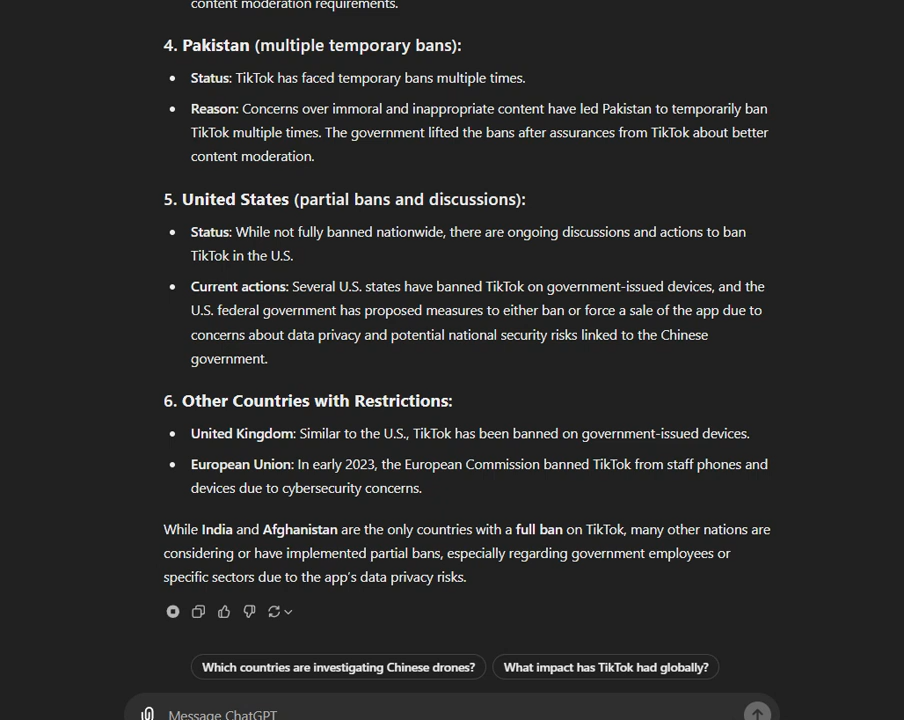 content moderation requirements.
4. Pakistan (multiple temporary bans):
Status: TikTok has faced temporary bans multiple times.
Reason: Concerns over immoral and inappropriate content have led Pakistan to temporarily ban
TikTok multiple times. The government lifted the bans after assurances from TikTok about better
content moderation.
5. United States (partial bans and discussions):
Status: While not fully banned nationwide, there are ongoing discussions and actions to ban
TikTok in the U.S.
Current actions: Several U.S. states have banned TikTok on government-issued devices, and the
U.S. federal government has proposed measures to either ban or force a sale of the app due to
concerns about data privacy and potential national security risks linked to the Chinese
government.
6. Other Countries with Restrictions:
United Kingdom: Similar to the U.S., TikTok has been banned on government-issued devices.
European Union: In early 2023, the European Commission banned TikTok from staff phones and
devices due to cybersecurity concerns.
While India and Afghanistan are the only countries with a full ban on TikTok, many other nations are
considering or have implemented partial bans, especially regarding government employees or
specific sectors due to the app's data privacy risks.
Which countries are investigating Chinese drones?
What impact has TikTok had globally?
Message ChatGPT